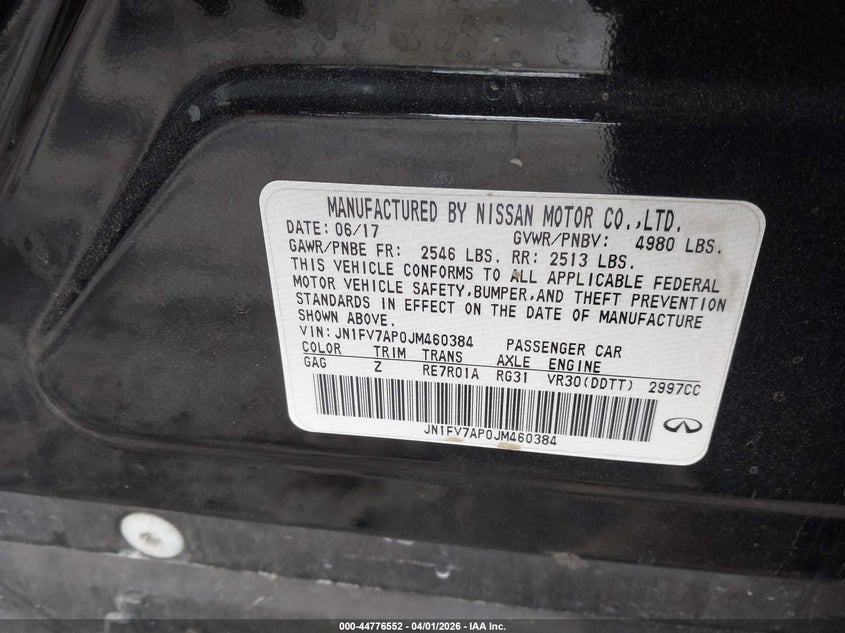 MANUFACTURED BY NISSAN MOTOR CO.,LTD.
DATE: 06/17 GVWR/PNBV: 4980 LBS.
GAWR/PNBE FR: 2546 LBS. RR: 2513 LBS.
THIS VEHICLE CONFORMS TO ALL APPLICABLE FEDERAL
MOTOR VEHICLE SAFETY,BUMPER,AND THEFT PREVENTION
STANDARDS IN EFFECT ON THE DATE OF MANUFACTURE
SHOWN ABOVE.
VIN:JN1FV7AP0JM460384 PASSENGER CAR
COLOR TRIM TRANS AXLE ENGINE
GAG Z RE7R01A RG31 VR30(DDTT) 2997CC
JN1FV7AP0JM460384
000-44776552 | 04/01/2026 - IAA Inc.